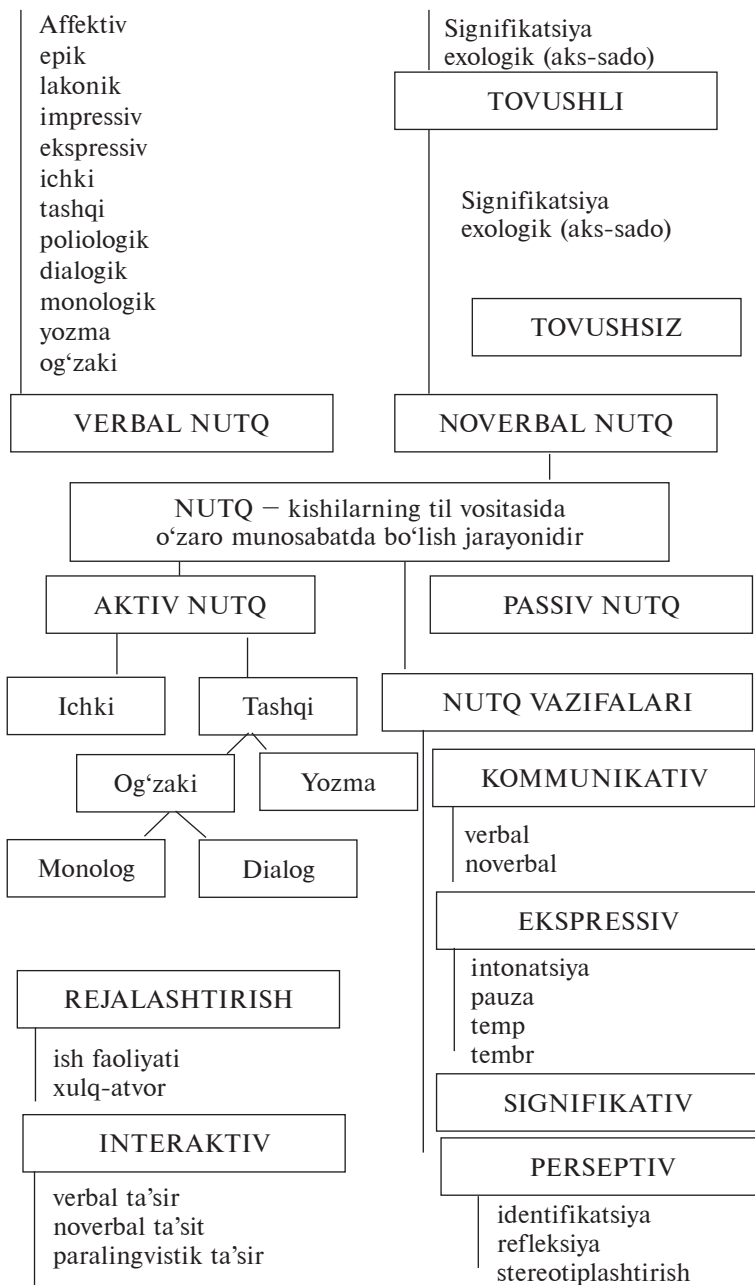 Affektiv
epik
lakonik
impressiv
ekspressiv
ichki
tashqi
poliologik
dialogik
monologik
yozma
og‘zaki
VERBAL NUTQ
Signifikatsiya
exologik (aks-sado)
TOVUSHLI
Signifikatsiya
exologik (aks-sado)
TOVUSHSIZ
NOVERBAL NUTQ
NUTQ — kishilarning til vositasida
o‘zaro munosabatda bo‘lish jarayonidir
AKTIV NUTQ
PASSIV NUTQ
Ichki
Tashqi
Og‘zaki
Yozma
Monolog
Dialog
NUTQ VAZIFALARI
KOMMUNIKATIV
verbal
noverbal
EKSPRESSIV
intonatsiya
pauza
temp
tembr
REJALASHTIRISH
ish faoliyati
xulq-atvor
INTERAKTIV
verbal ta’sir
noverbal ta’sit
paralingvistik ta’sir
SIGNIFIKATIV
PERSEPTIV
identifikatsiya
refleksiya
stereotiplashtirish